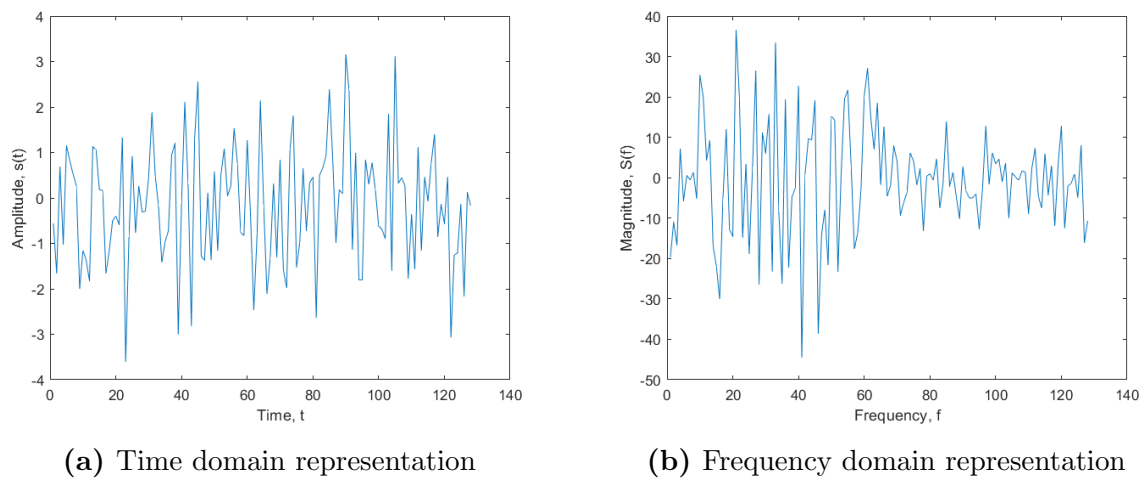 4
3
2
1
0
-1
-2
-3
-4
Amplitude, s(t)
0 20 40 60 80 100 120 140
Time, t
(a) Time domain representation
40
30
20
10
0
-10
-20
-30
-40
-50
Magnitude, S(f)
0 20 40 60 80 100 120 140
Frequency, f
(b) Frequency domain representation